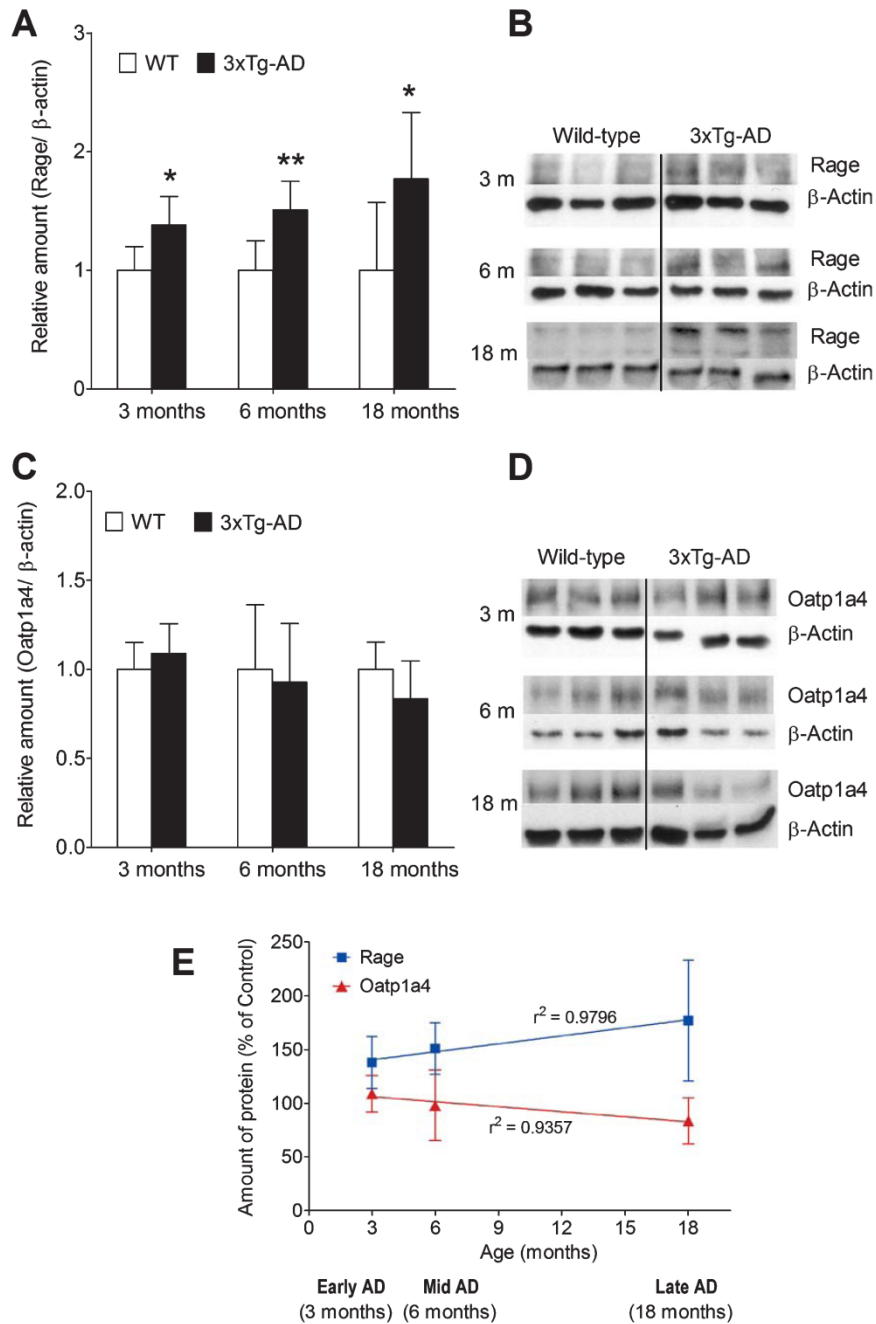 A
Relative amount (Rage/ β-actin)
3
2
1
0
WT
3xTg-AD
*
**
*
3 months
6 months
18 months
B
Wild-type
3xTg-AD
3 m
Rage
β-Actin
6 m
Rage
β-Actin
18 m
Rage
β-Actin
C
Relative amount (Oatp1a4/ β-actin)
2.0
1.5
1.0
0.5
0.0
WT
3xTg-AD
3 months
6 months
18 months
D
Wild-type
3xTg-AD
3 m
Oatp1a4
β-Actin
6 m
Oatp1a4
β-Actin
18 m
Oatp1a4
β-Actin
E
Amount of protein (% of Control)
250
200
150
100
50
0
Rage
Oatp1a4
r² = 0.9796
r² = 0.9357
0 3 6 9 12 15 18
Age (months)
Early AD
(3 months)
Mid AD
(6 months)
Late AD
(18 months)